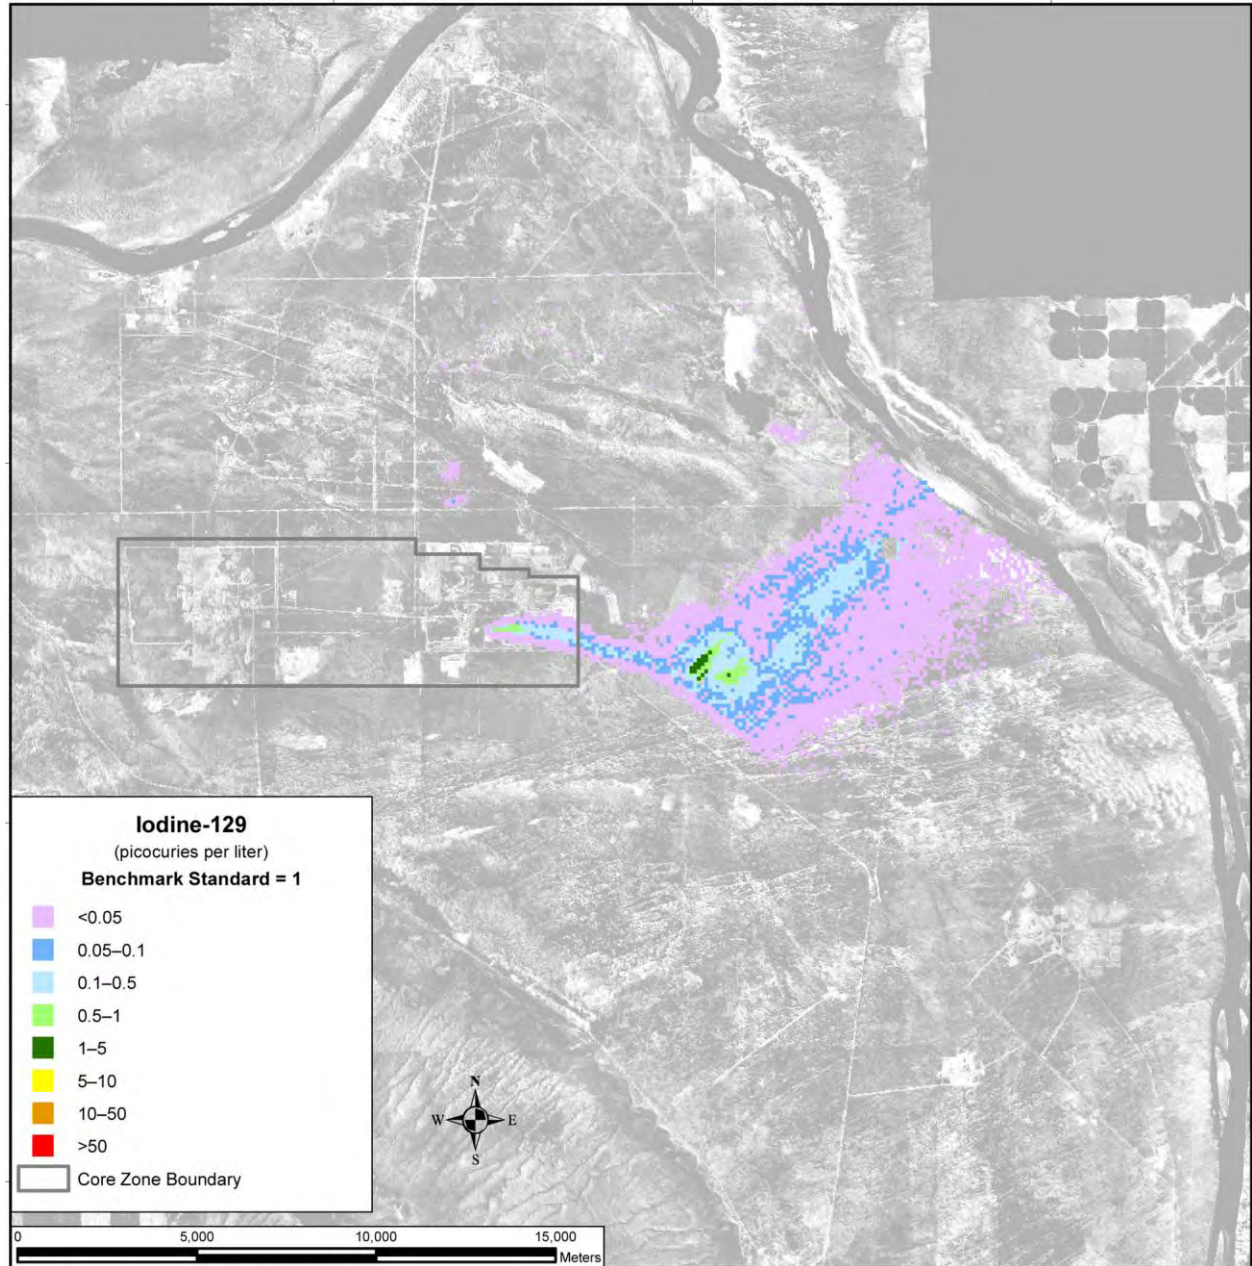 Iodine-129
(picocuries per liter)
Benchmark Standard = 1
<0.05
0.05–0.1
0.1–0.5
0.5–1
1–5
5–10
10–50
>50
Core Zone Boundary
N
W E
S
0 5,000 10,000 15,000
Meters